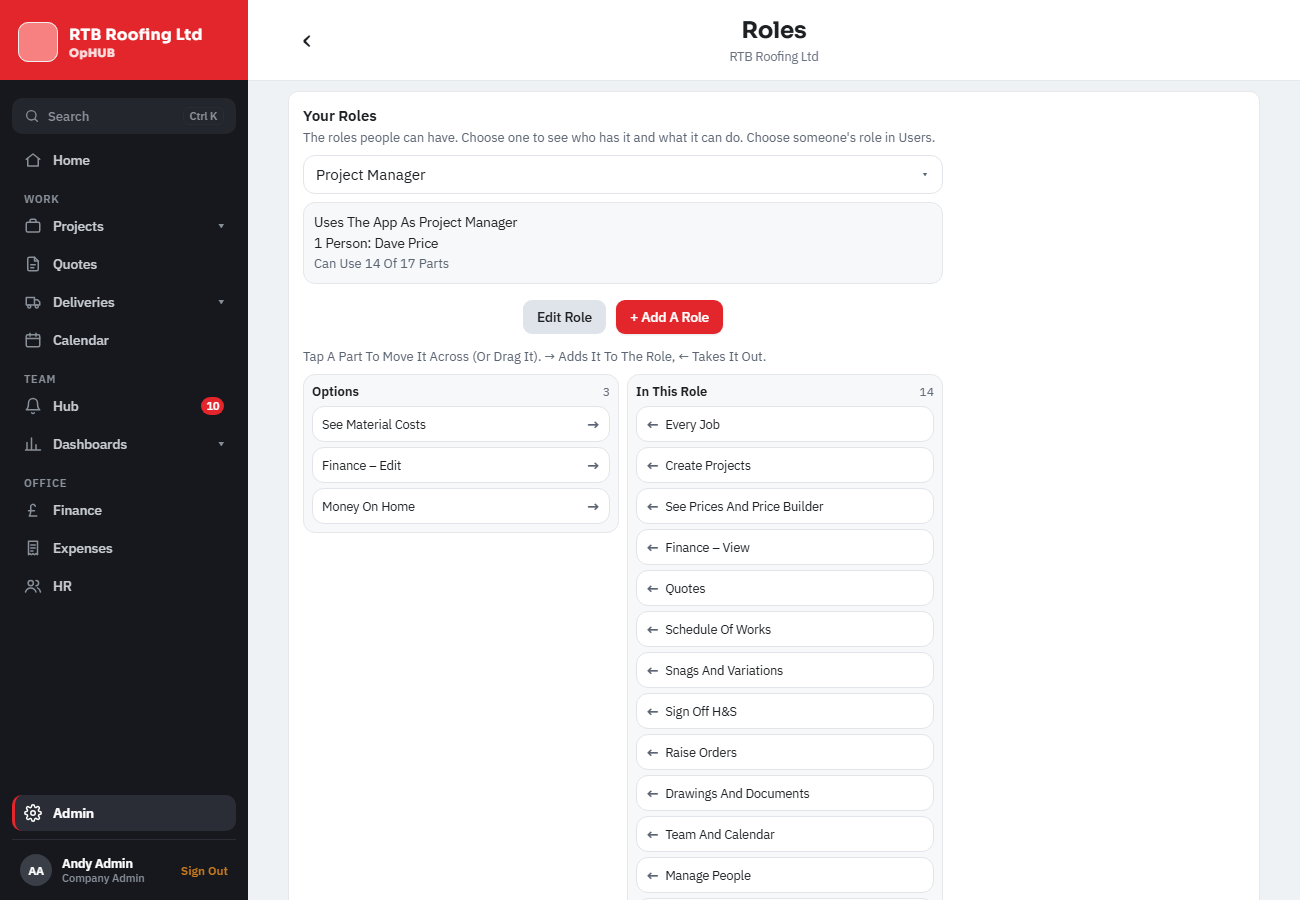 RTB Roofing Ltd
OpHUB
Search
Ctrl K
Home
WORK
Projects
Quotes
Deliveries
Calendar
TEAM
Hub
10
Dashboards
OFFICE
Finance
Expenses
HR
Admin
AA
Andy Admin
Company Admin
Sign Out
Roles
RTB Roofing Ltd
Your Roles
The roles people can have. Choose one to see who has it and what it can do. Choose someone's role in Users.
Project Manager
Uses The App As Project Manager
1 Person: Dave Price
Can Use 14 Of 17 Parts
Edit Role
+ Add A Role
Tap A Part To Move It Across (Or Drag It). → Adds It To The Role, ← Takes It Out.
Options 3
See Material Costs →
Finance – Edit →
Money On Home →
In This Role 14
← Every Job
← Create Projects
← See Prices And Price Builder
← Finance – View
← Quotes
← Schedule Of Works
← Snags And Variations
← Sign Off H&S
← Raise Orders
← Drawings And Documents
← Team And Calendar
← Manage People